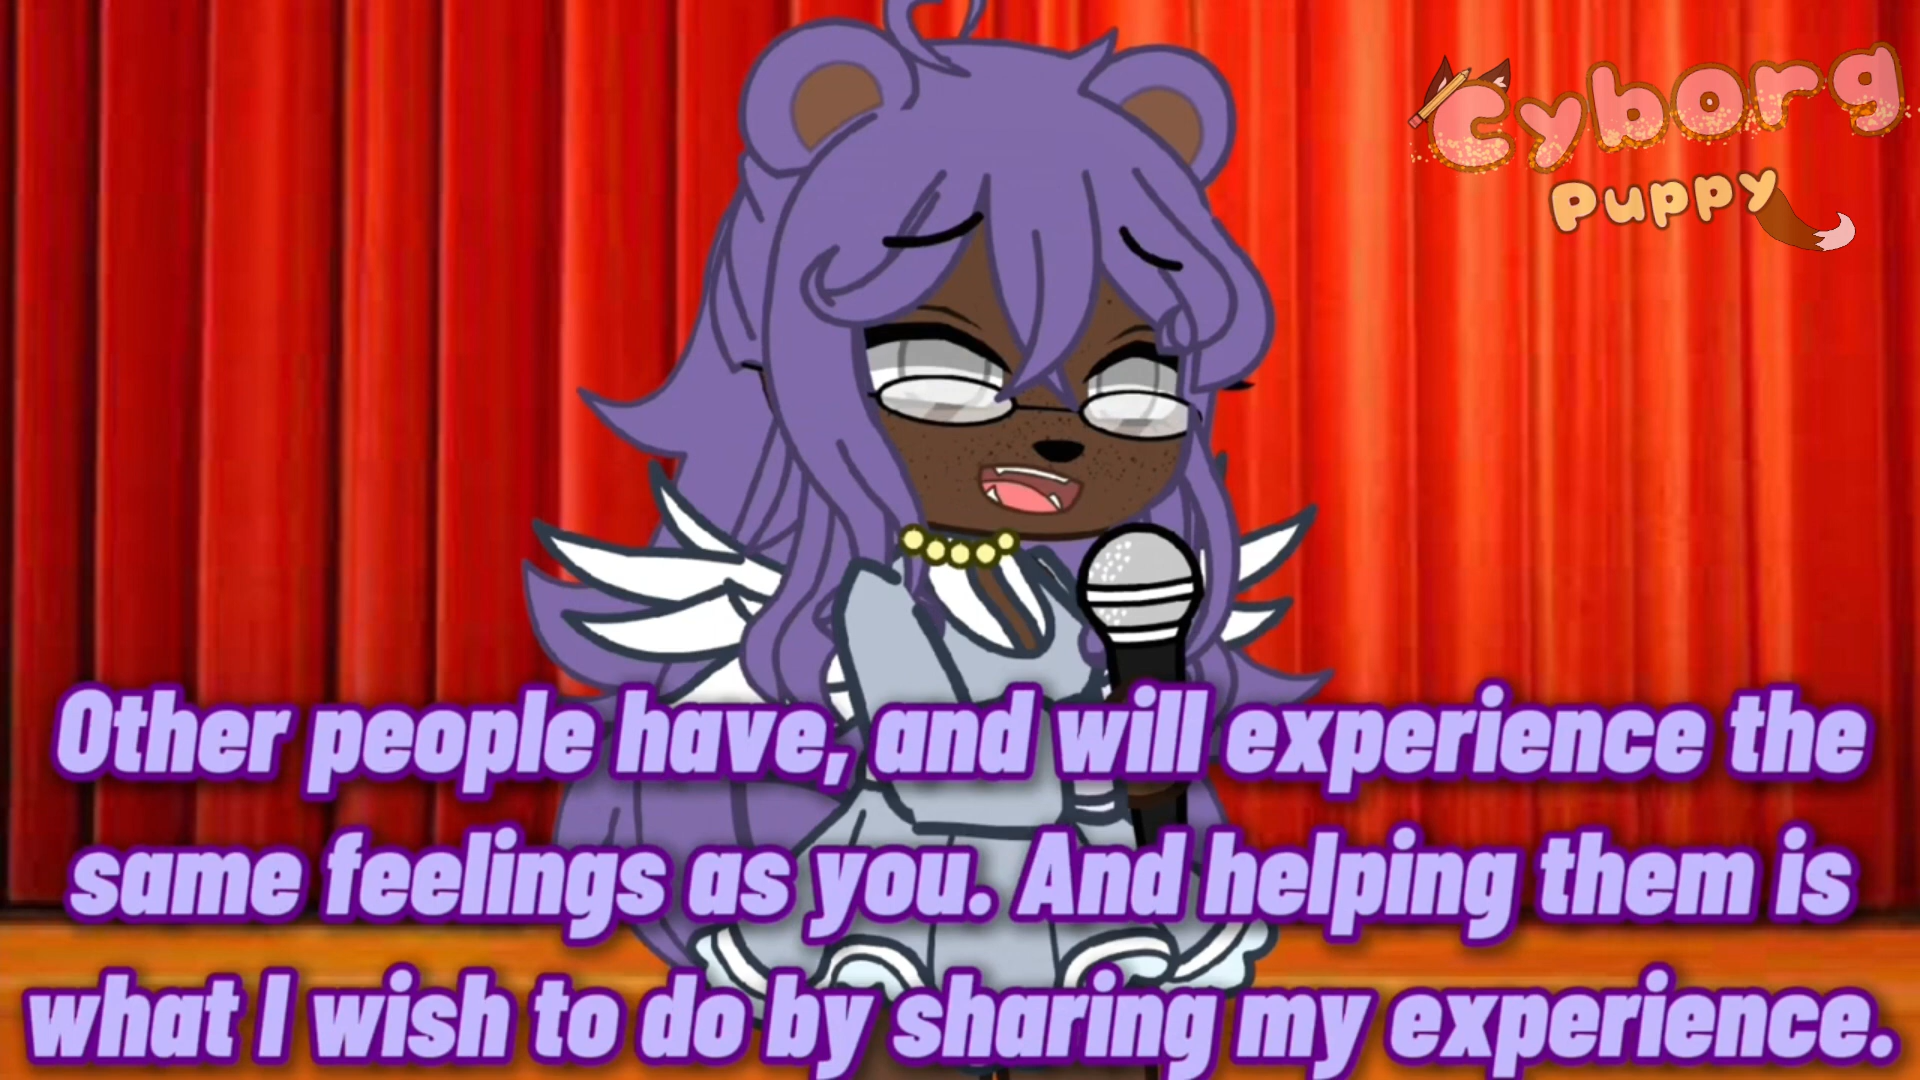 Cyborg
Puppy
Other people have, and will experience the
same feelings as you. And helping them is
what I wish to do by sharing my experience.